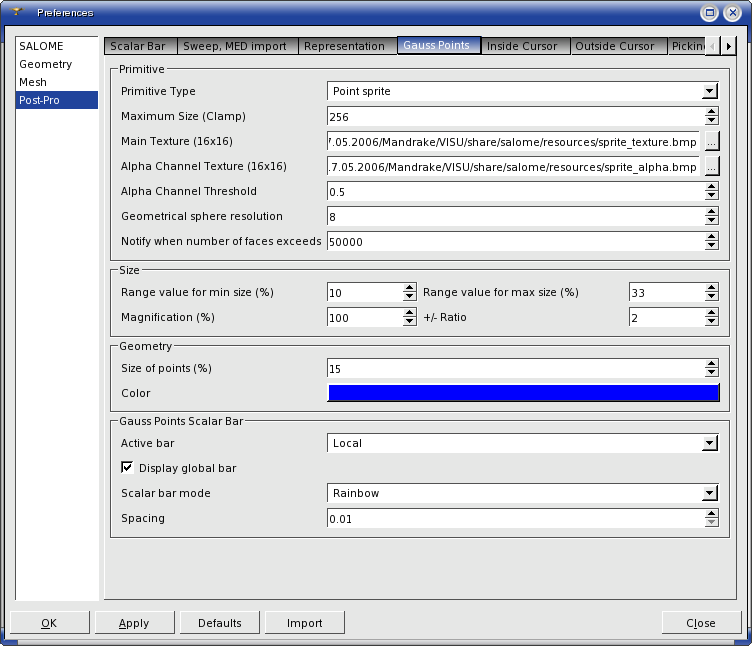 Preferences
SALOME
Geometry
Mesh
Post-Pro
Scalar Bar Sweep, MED import Representation Gauss Points Inside Cursor Outside Cursor Pickin
Primitive
Primitive Type Point sprite
Maximum Size (Clamp) 256
Main Texture (16x16) 7.05.2006/Mandrake/VISU/share/salome/resources/sprite_texture.bmp ...
Alpha Channel Texture (16x16) .7.05.2006/Mandrake/VISU/share/salome/resources/sprite_alpha.bmp ...
Alpha Channel Threshold 0.5
Geometrical sphere resolution 8
Notify when number of faces exceeds 50000
Size
Range value for min size (%) 10 Range value for max size (%) 33
Magnification (%) 100 +/- Ratio 2
Geometry
Size of points (%) 15
Color
Gauss Points Scalar Bar
Active bar Local
Display global bar
Scalar bar mode Rainbow
Spacing 0.01
OK Apply Defaults Import Close